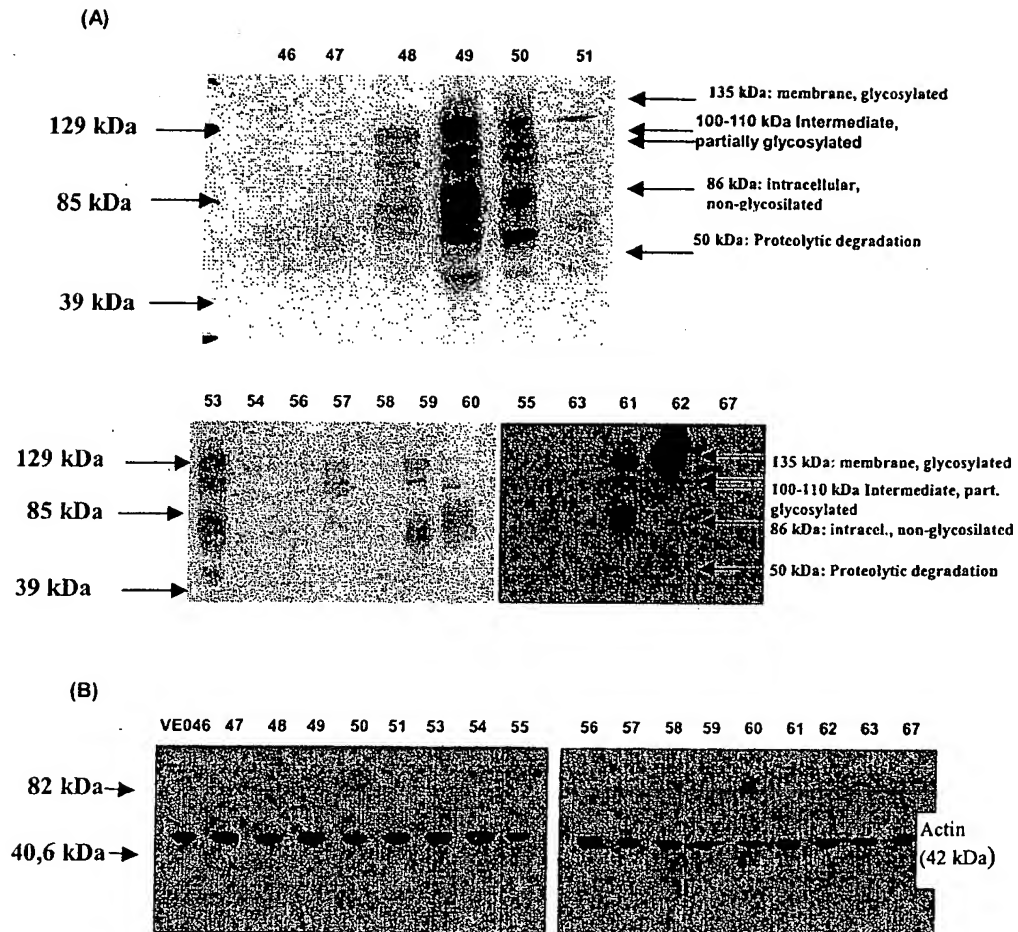 (A)
46 47 48 49 50 51
129 kDa
85 kDa
39 kDa
135 kDa: membrane, glycosylated
100-110 kDa Intermediate,
partially glycosylated
86 kDa: intracellular,
non-glycosilated
50 kDa: Proteolytic degradation
53 54 56 57 58 59 60 55 63 61 62 67
129 kDa
85 kDa
39 kDa
135 kDa: membrane, glycosylated
100-110 kDa Intermediate, part.
glycosylated
86 kDa: intracel., non-glycosilated
50 kDa: Proteolytic degradation
(B)
VE046 47 48 49 50 51 53 54 55 56 57 58 59 60 61 62 63 67
82 kDa
40,6 kDa
Actin
(42 kDa)